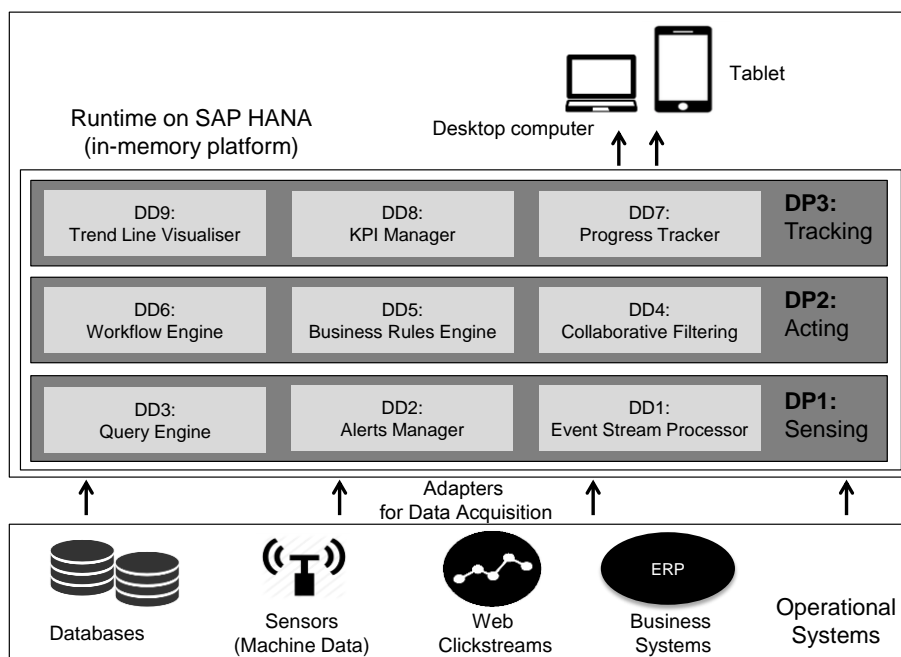 Tablet
Desktop computer
Runtime on SAP HANA
(in-memory platform)
DD9:
Trend Line Visualiser
DD8:
KPI Manager
DD7:
Progress Tracker
DP3:
Tracking
DD6:
Workflow Engine
DD5:
Business Rules Engine
DD4:
Collaborative Filtering
DP2:
Acting
DD3:
Query Engine
DD2:
Alerts Manager
DD1:
Event Stream Processor
DP1:
Sensing
Adapters
for Data Acquisition
Databases
Sensors
(Machine Data)
Web
Clickstreams
ERP
Business
Systems
Operational
Systems